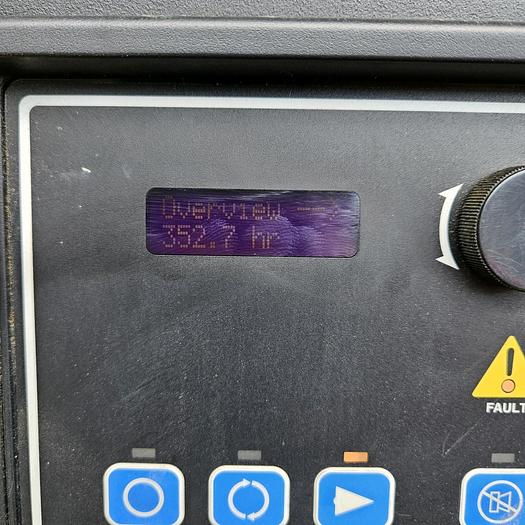 Overview -->
352.7 hr
FAULT